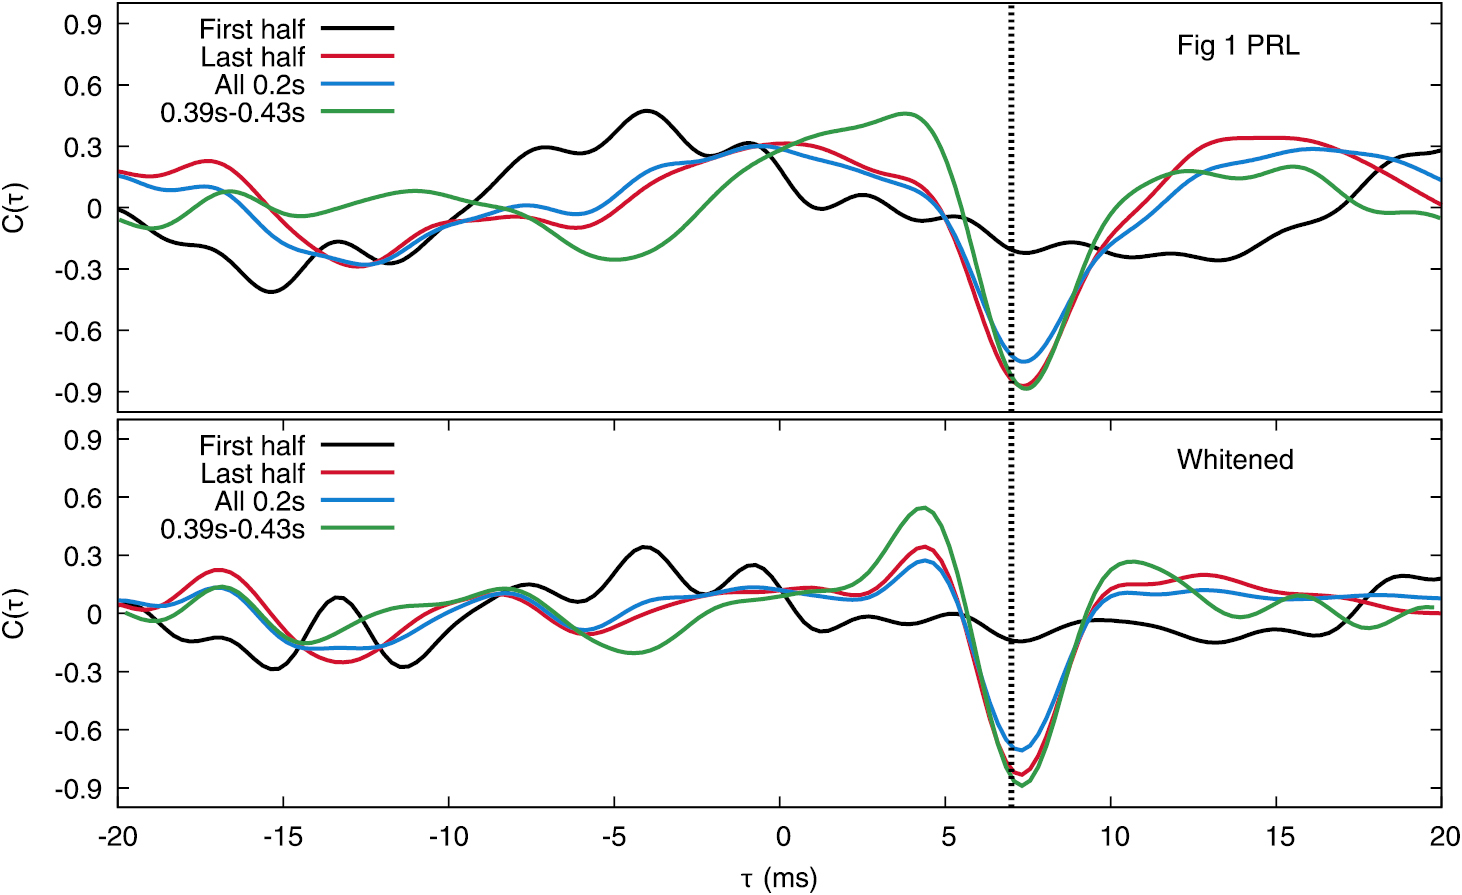 0.9
0.6
0.3
0
-0.3
-0.6
-0.9
C(τ)
First half
Last half
All 0.2s
0.39s-0.43s
Fig 1 PRL
0.9
0.6
0.3
0
-0.3
-0.6
-0.9
C(τ)
First half
Last half
All 0.2s
0.39s-0.43s
Whitened
-20 -15 -10 -5 0 5 10 15 20
τ (ms)